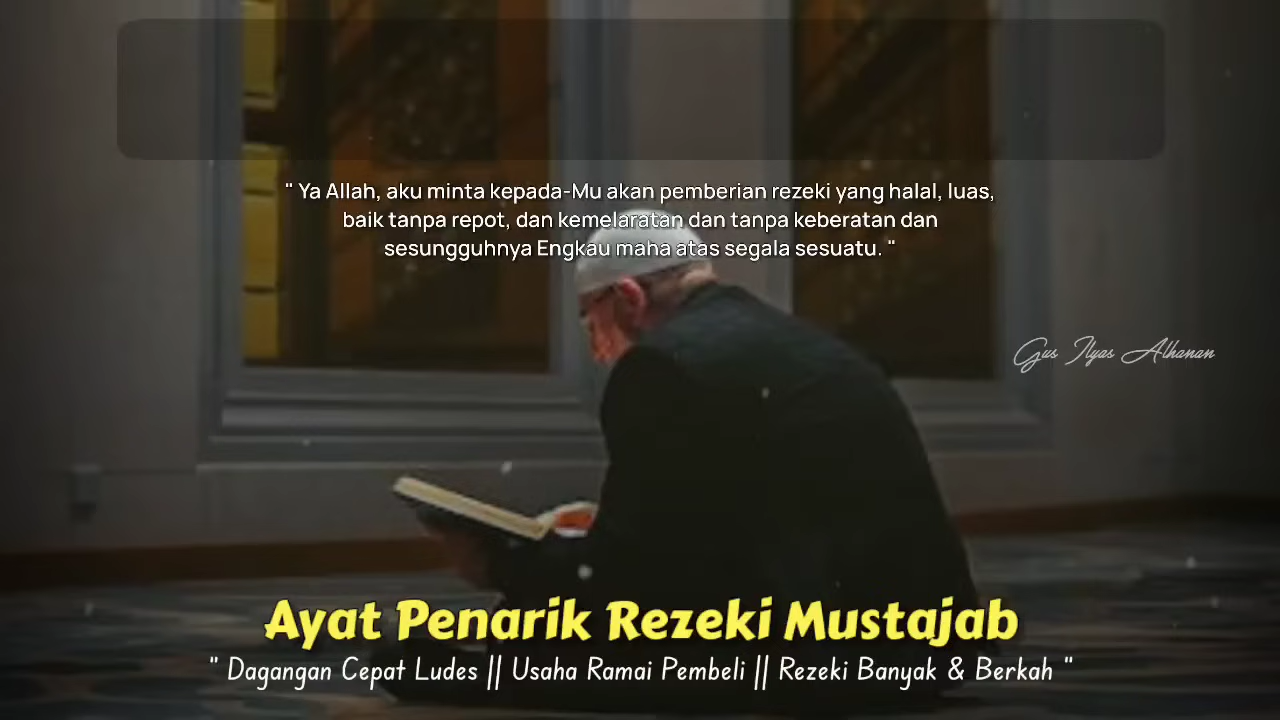 " Ya Allah, aku minta kepada-Mu akan pemberian rezeki yang halal, luas,
baik tanpa repot, dan kemelaratan dan tanpa keberatan dan
sesungguhnya Engkau maha atas segala sesuatu. "
Gus Ilyas Alhanan
Ayat Penarik Rezeki Mustajab
" Dagangan Cepat Ludes || Usaha Ramai Pembeli || Rezeki Banyak & Berkah "